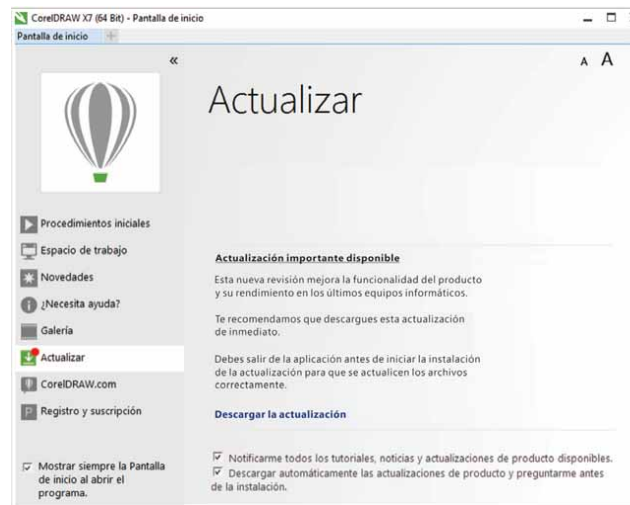 CorelDRAW X7 (64 Bit) - Pantalla de inicio
Pantalla de inicio
«
A A
Actualizar
Procedimientos iniciales
Espacio de trabajo
Novedades
¿Necesita ayuda?
Galería
Actualizar
CorelDRAW.com
Registro y suscripción
Mostrar siempre la Pantalla
de inicio al abrir el
programa.
Actualización importante disponible
Esta nueva revisión mejora la funcionalidad del producto
y su rendimiento en los últimos equipos informáticos.
Te recomendamos que descargues esta actualización
de inmediato.
Debes salir de la aplicación antes de iniciar la instalación
de la actualización para que se actualicen los archivos
correctamente.
Descargar la actualización
Notificarme todos los tutoriales, noticias y actualizaciones de producto disponibles.
Descargar automáticamente las actualizaciones de producto y preguntarme antes
de la instalación.